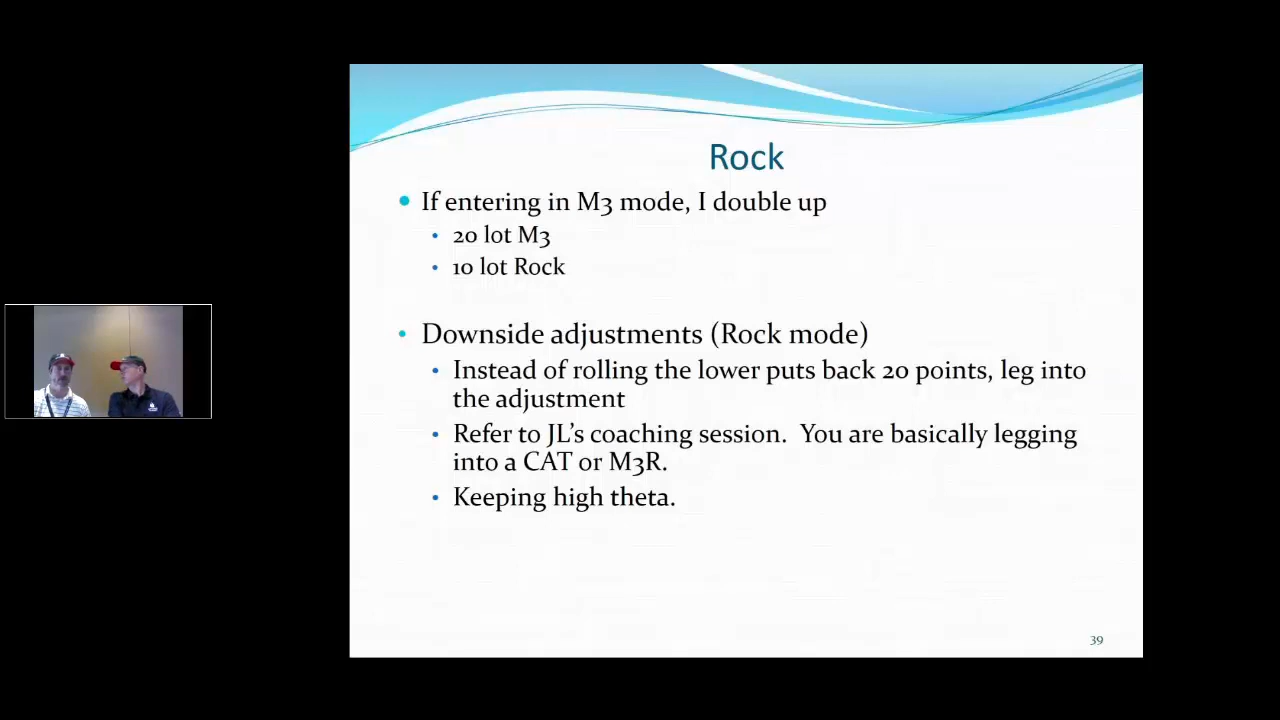 Rock
If entering in M3 mode, I double up
20 lot M3
10 lot Rock
Downside adjustments (Rock mode)
Instead of rolling the lower puts back 20 points, leg into
the adjustment
Refer to JL’s coaching session.  You are basically legging
into a CAT or M3R.
Keeping high theta.
39